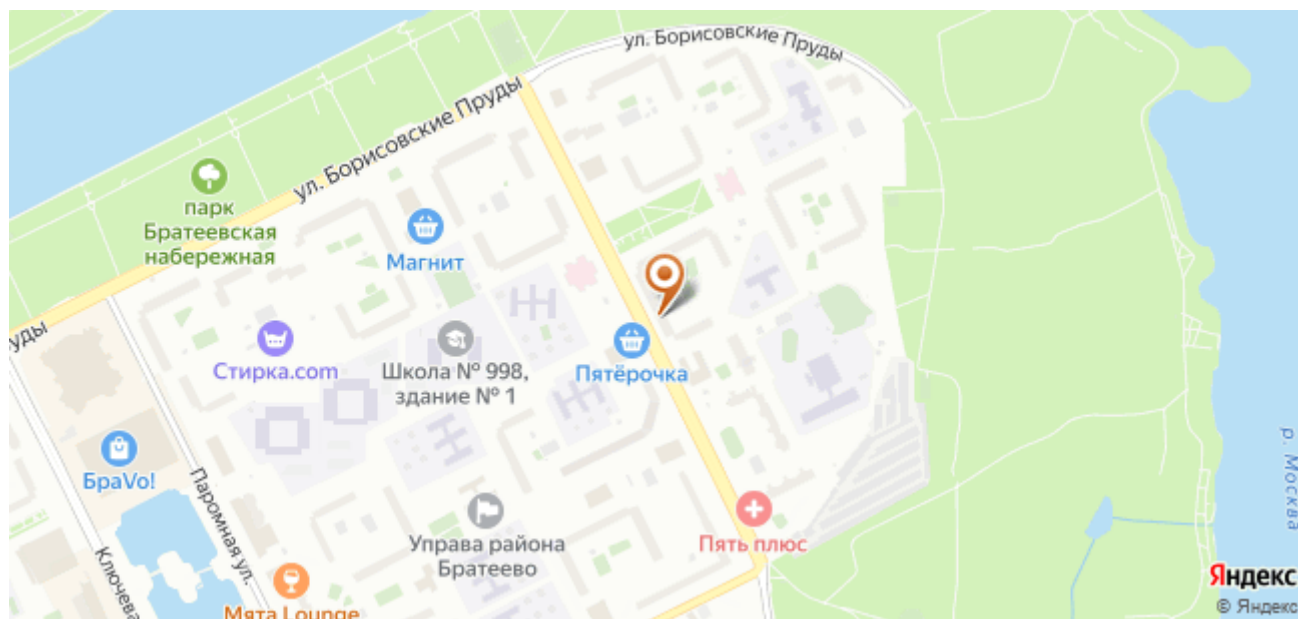 ул. Борисовские Пруды
ул. Борисовские Пруды
парк
Братеевская
набережная
Магнит
Пруды
Стирка.com
Школа № 998,
здание № 1
Пятёрочка
БраVo!
Паромная ул.
Ключева
Управа района
Братеево
Пять плюс
Мята Lounge
р. Москва
Яндекс
© Яндекс